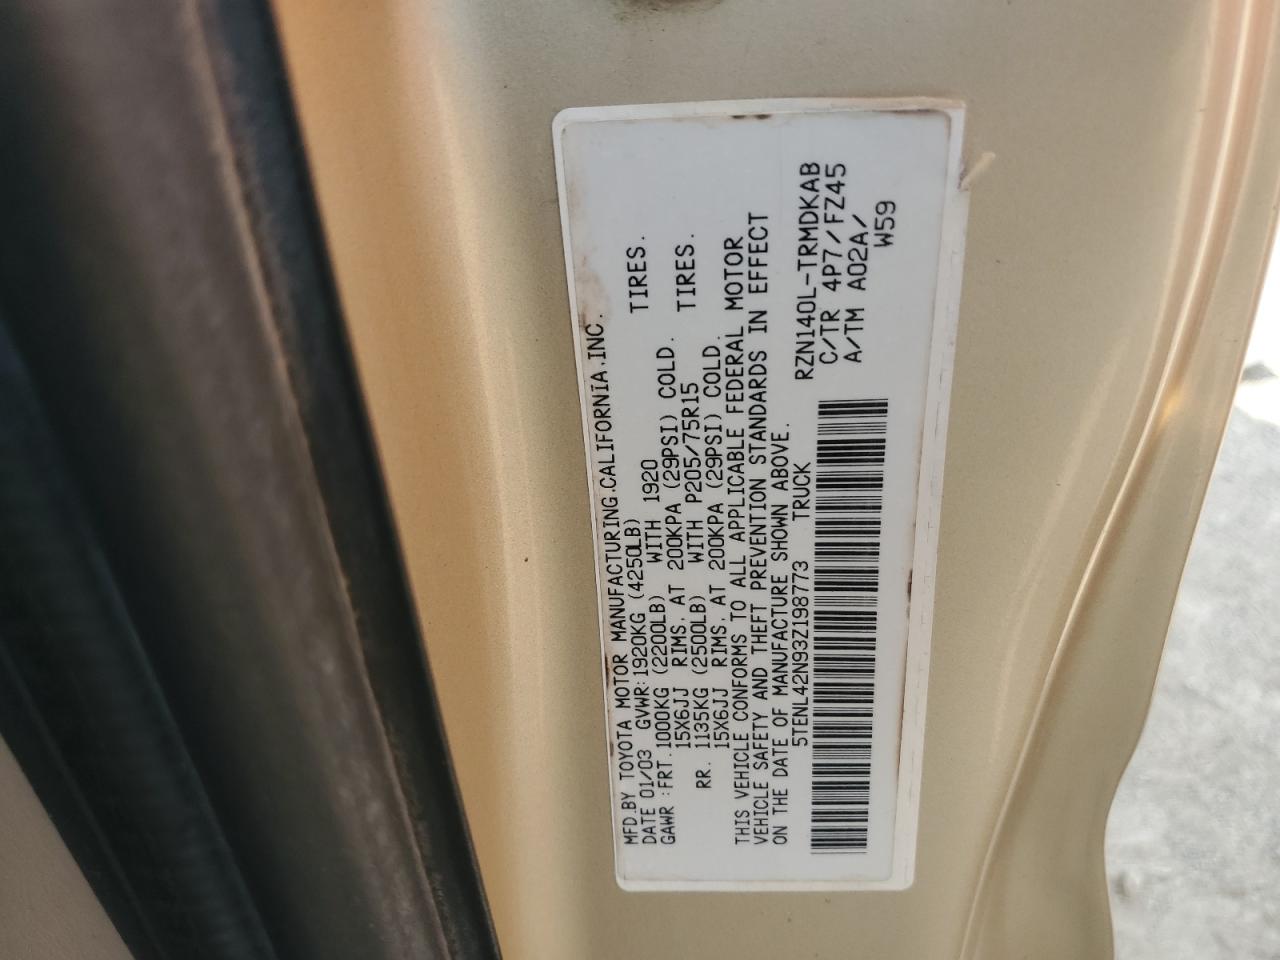 MFD.BY TOYOTA MOTOR MANUFACTURING.CALIFORNIA.INC.
DATE 01/03 GVWR:1920KG (4250LB)
GAWR :FRT.1000KG (2200LB) WITH 1920 TIRES.
15X6JJ RIMS, AT 200KPA (29PSI) COLD.
RR. 1135KG (2500LB) WITH P205/75R15 TIRES.
15X6JJ RIMS, AT 200KPA (29PSI) COLD.
THIS VEHICLE CONFORMS TO ALL APPLICABLE FEDERAL MOTOR
VEHICLE SAFETY AND THEFT PREVENTION STANDARDS IN EFFECT
ON THE DATE OF MANUFACTURE SHOWN ABOVE.
5TENL42N93Z198773 TRUCK
RZN140L-TRMDKAB
C/TR 4P7/FZ45
A/TM A02A/
W59